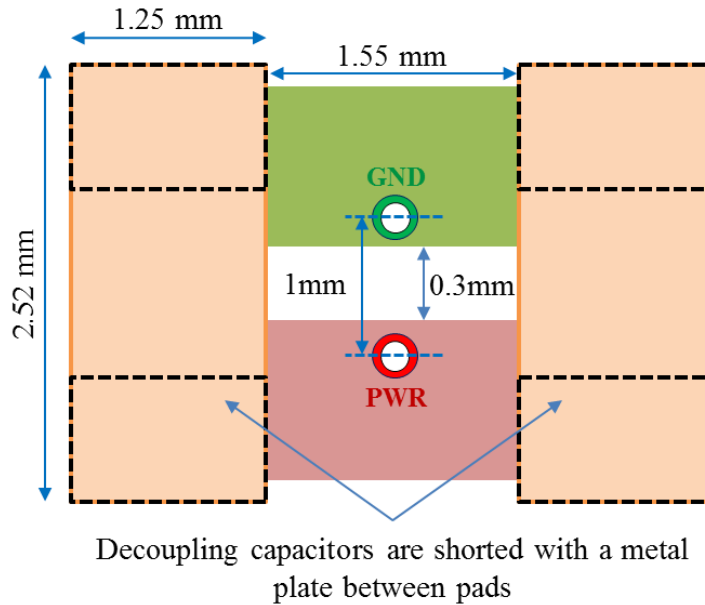 1.25 mm
1.55 mm
GND
2.52 mm
1mm
0.3mm
PWR
Decoupling capacitors are shorted with a metal
plate between pads